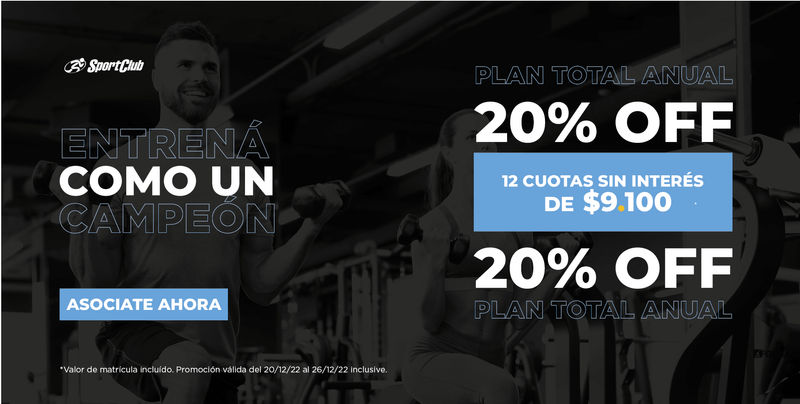 SportClub
ENTRENÁ
COMO UN
CAMPEÓN
ASOCIATE AHORA
*Valor de matrícula incluído. Promoción válida del 20/12/22 al 26/12/22 inclusive.
PLAN TOTAL ANUAL
20% OFF
12 CUOTAS SIN INTERÉS
DE $9.100
20% OFF
PLAN TOTAL ANUAL